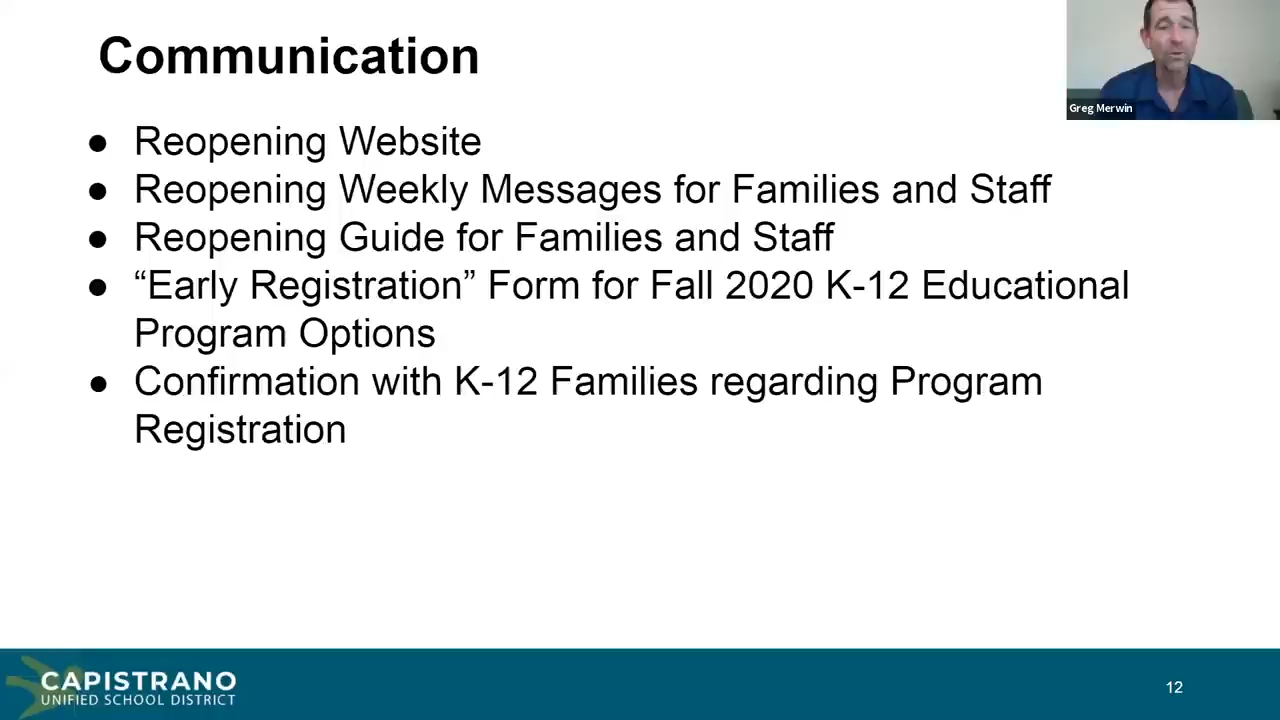 Communication
Greg Merwin
● Reopening Website
● Reopening Weekly Messages for Families and Staff
● Reopening Guide for Families and Staff
● “Early Registration” Form for Fall 2020 K-12 Educational
Program Options
● Confirmation with K-12 Families regarding Program
Registration
CAPISTRANO
UNIFIED SCHOOL DISTRICT
12